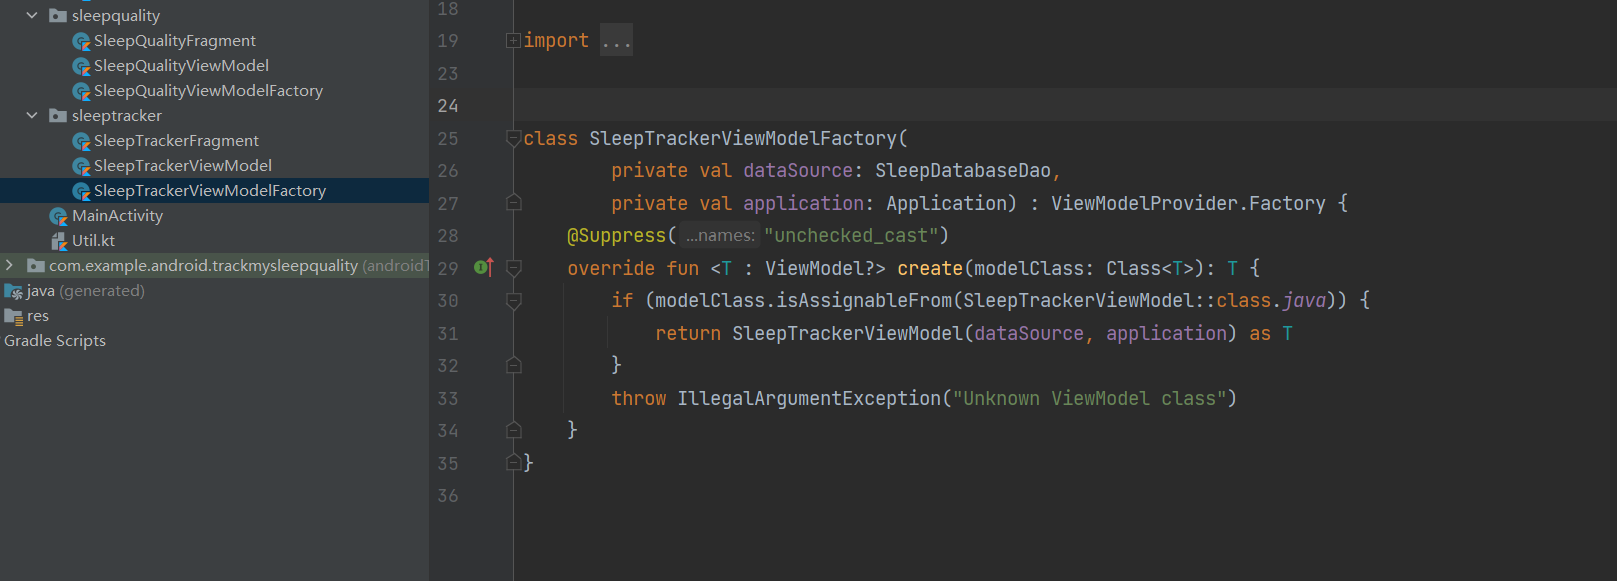 sleepquality
SleepQualityFragment
SleepQualityViewModel
SleepQualityViewModelFactory
sleeptracker
SleepTrackerFragment
SleepTrackerViewModel
SleepTrackerViewModelFactory
MainActivity
Util.kt
com.example.android.trackmysleepquality (androidT
java (generated)
res
Gradle Scripts
18
19 import ...
23
24
25 class SleepTrackerViewModelFactory(
26 private val dataSource: SleepDatabaseDao,
27 private val application: Application) : ViewModelProvider.Factory {
28 @Suppress( ...names: "unchecked_cast")
29 override fun <T : ViewModel?> create(modelClass: Class<T>): T {
30 if (modelClass.isAssignableFrom(SleepTrackerViewModel::class.java)) {
31 return SleepTrackerViewModel(dataSource, application) as T
32 }
33 throw IllegalArgumentException("Unknown ViewModel class")
34 }
35 }
36